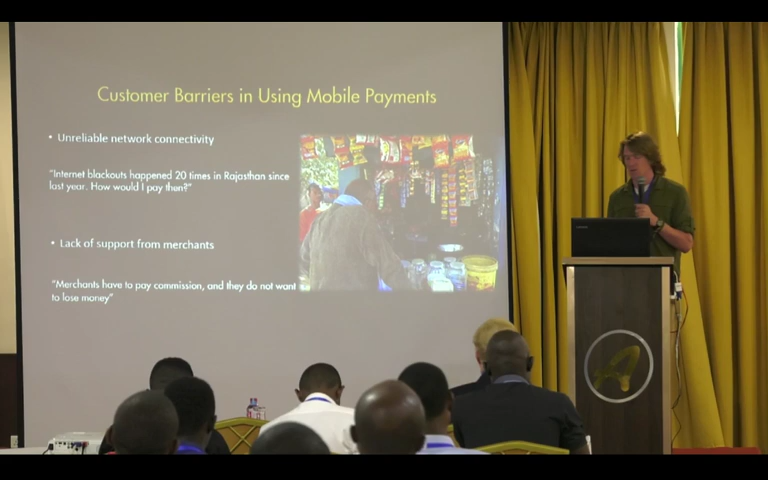 Customer Barriers in Using Mobile Payments
• Unreliable network connectivity
"Internet blackouts happened 20 times in Rajasthan since
last year. How would I pay then?"
• Lack of support from merchants
"Merchants have to pay commission, and they do not want
to lose money"